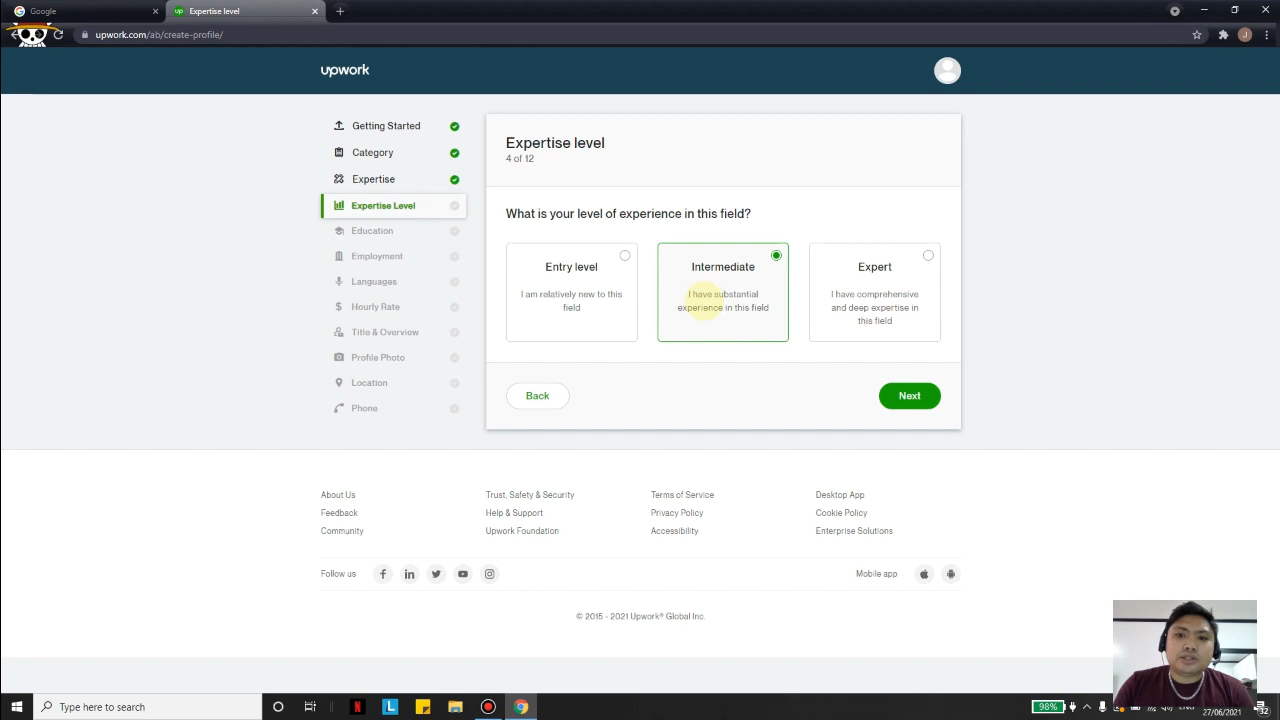 Google
up Expertise level
upwork.com/ab/create-profile/
J
upwork
Getting Started
Category
Expertise
Expertise Level
Education
Employment
Languages
$ Hourly Rate
Title & Overview
Profile Photo
Location
Phone
Expertise level
4 of 12
What is your level of experience in this field?
Entry level
I am relatively new to this
field
Intermediate
I have substantial
experience in this field
Expert
I have comprehensive
and deep expertise in
this field
Back
Next
About Us
Feedback
Community
Trust, Safety & Security
Help & Support
Upwork Foundation
Terms of Service
Privacy Policy
Accessibility
Desktop App
Cookie Policy
Enterprise Solutions
Follow us
Mobile app
© 2015 - 2021 Upwork® Global Inc.
Type here to search
N
L
98%
ENG
27/06/2021
32